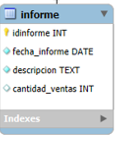 informe
idinforme INT
fecha_informe DATE
descripcion TEXT
cantidad_ventas INT
Indexes